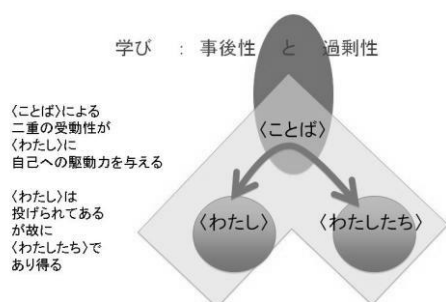 学び ： 事後性 と 過剰性
〈ことば〉による
二重の受動性が
〈わたし〉に
自己への駆動力を与える
〈わたし〉は
投げられてある
が故に
〈わたしたち〉で
あり得る
〈ことば〉
〈わたし〉
〈わたしたち〉